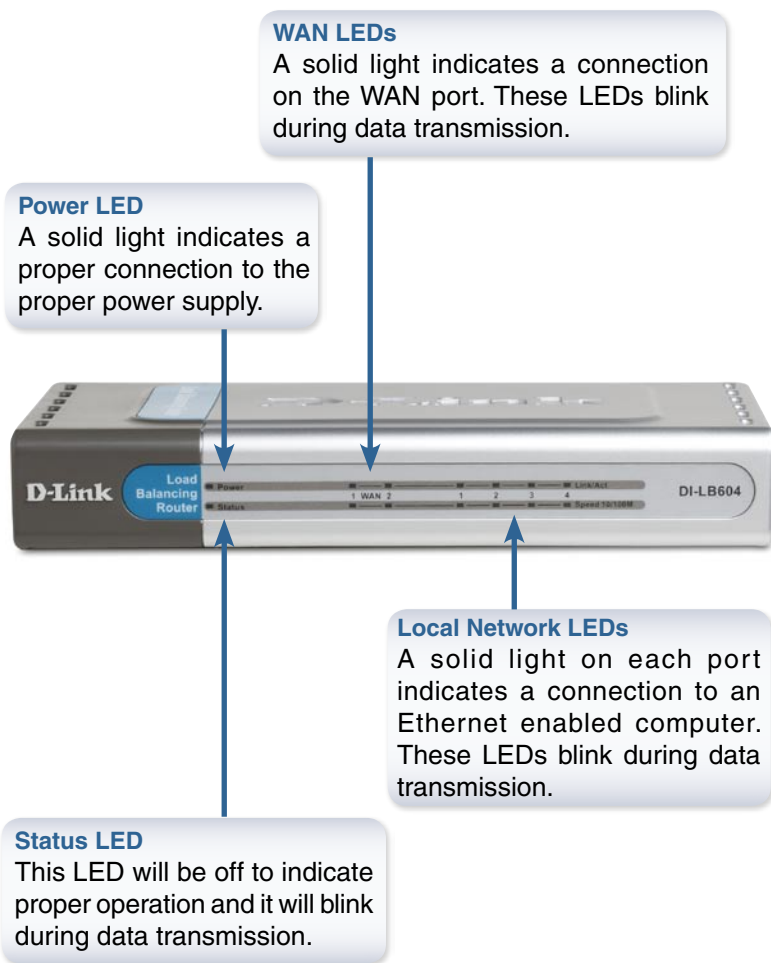 WAN LEDs
A solid light indicates a connection
on the WAN port. These LEDs blink
during data transmission.
Power LED
A solid light indicates a
proper connection to the
proper power supply.
D-Link
D-Link
Load
Balancing
Router
Power
Status
1 WAN 2 1 2 3 4
Link/Act
Speed 10/100M
DI-LB604
Local Network LEDs
A solid light on each port
indicates a connection to an
Ethernet enabled computer.
These LEDs blink during data
transmission.
Status LED
This LED will be off to indicate
proper operation and it will blink
during data transmission.